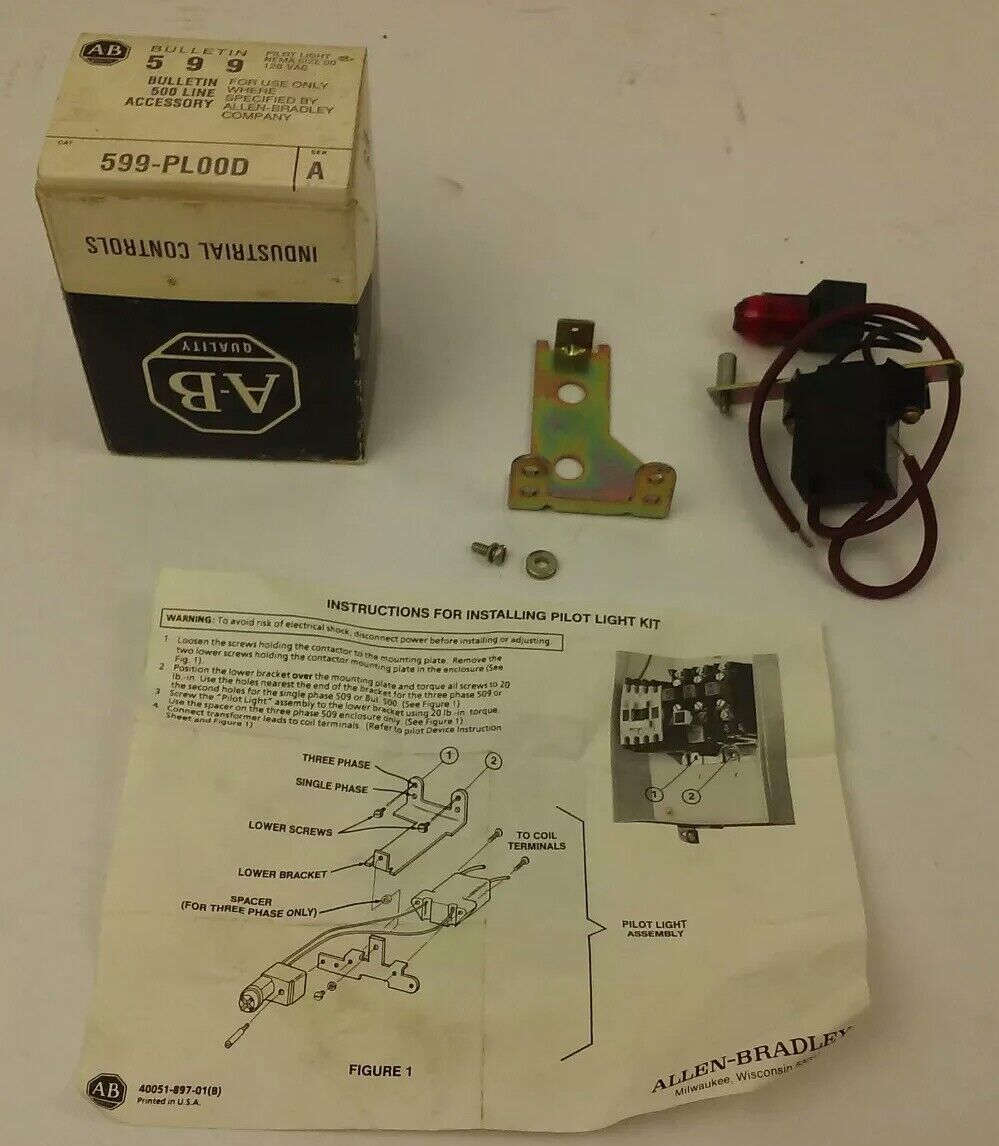 A-B
BULLETIN
599
PILOT LIGHT
NEMA SIZE 00
120 VAC
BULLETIN
500 LINE
ACCESSORY
FOR USE ONLY
WHERE
SPECIFIED BY
ALLEN-BRADLEY
COMPANY
CAT
599-PL00D
SER
A
INDUSTRIAL CONTROLS
A-B
QUALITY
INSTRUCTIONS FOR INSTALLING PILOT LIGHT KIT
WARNING: To avoid risk of electrical shock, disconnect power before installing or adjusting.
1 Loosen the screws holding the contactor to the mounting plate. Remove the
two lower screws holding the contactor mounting plate in the enclosure (See
Fig. 1).
2 Position the lower bracket over the mounting plate and torque all screws to 20
lb.-in. Use the holes nearest the end of the bracket for the three phase 509 or
the second holes for the single phase 509 or Bul. 500. (See Figure 1)
3 Screw the "Pilot Light" assembly to the lower bracket using 20 lb.-in. torque.
Use the spacer on the three phase 509 enclosure only. (See Figure 1)
4 Connect transformer leads to coil terminals. (Refer to pilot Device Instruction
Sheet and Figure 1)
1
2
THREE PHASE
SINGLE PHASE
1
2
LOWER SCREWS
TO COIL
TERMINALS
LOWER BRACKET
SPACER
(FOR THREE PHASE ONLY)
PILOT LIGHT
ASSEMBLY
FIGURE 1
AB
40051-897-01(B)
Printed in U.S.A.
ALLEN-BRADLEY
Milwaukee, Wisconsin